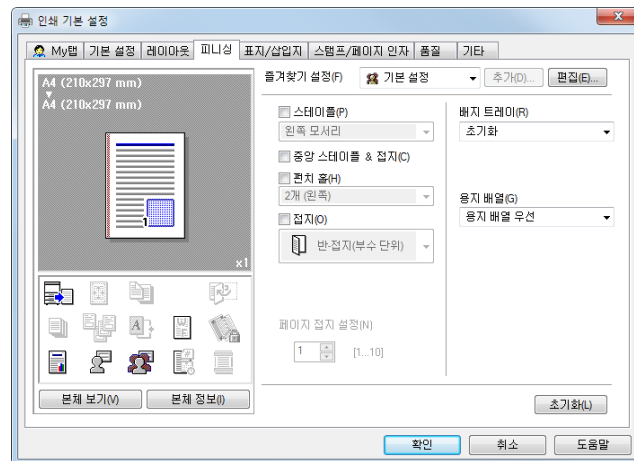 인쇄 기본 설정
My탭 기본 설정 레이아웃 피니싱 표지/삽입지 스탬프/페이지 인자 품질 기타
A4 (210x297 mm)
A4 (210x297 mm)
1
x1
본체 보기(V) 본체 정보(I)
즐겨찾기 설정(F) 기본 설정 추가(D)... 편집(E)...
스테이플(P)
왼쪽 모서리
중앙 스테이플 & 접지(C)
펀치 홀(H)
2개 (왼쪽)
접지(O)
반-접지(부수 단위)
페이지 접지 설정(N)
1 [1...10]
배지 트레이(R)
초기화
용지 배열(G)
용지 배열 우선
초기화(L)
확인 취소 도움말